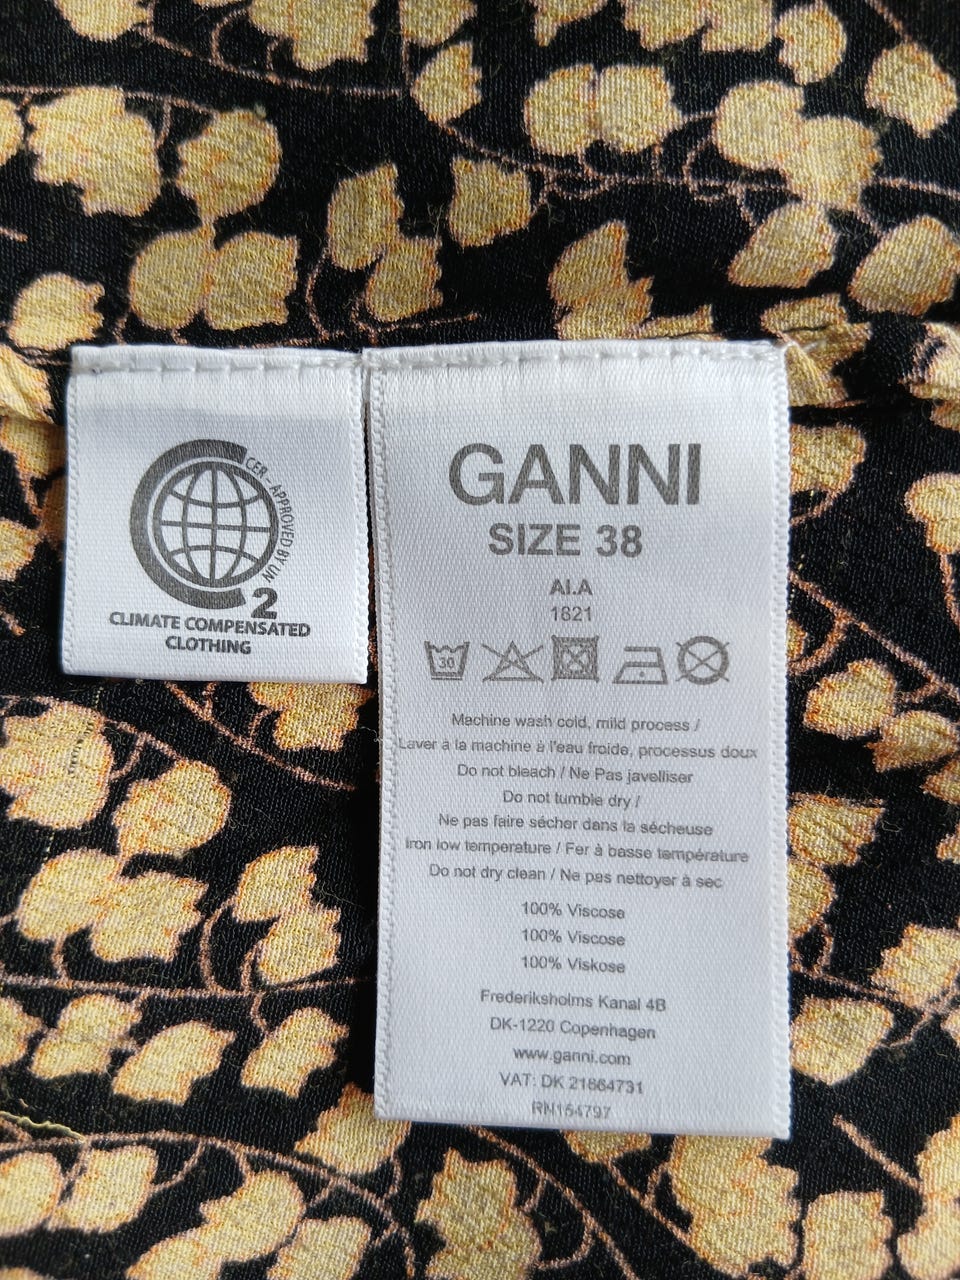 CER - APPROVED BY UN
2
CLIMATE COMPENSATED
CLOTHING
GANNI
SIZE 38
AI.A
1821
30
Machine wash cold, mild process /
Laver à la machine à l'eau froide, processus doux
Do not bleach / Ne Pas javelliser
Do not tumble dry /
Ne pas faire sécher dans la sécheuse
Iron low temperature / Fer à basse température
Do not dry clean / Ne pas nettoyer à sec
100% Viscose
100% Viscose
100% Viskose
Frederiksholms Kanal 4B
DK-1220 Copenhagen
www.ganni.com
VAT: DK 21664731
RN154797